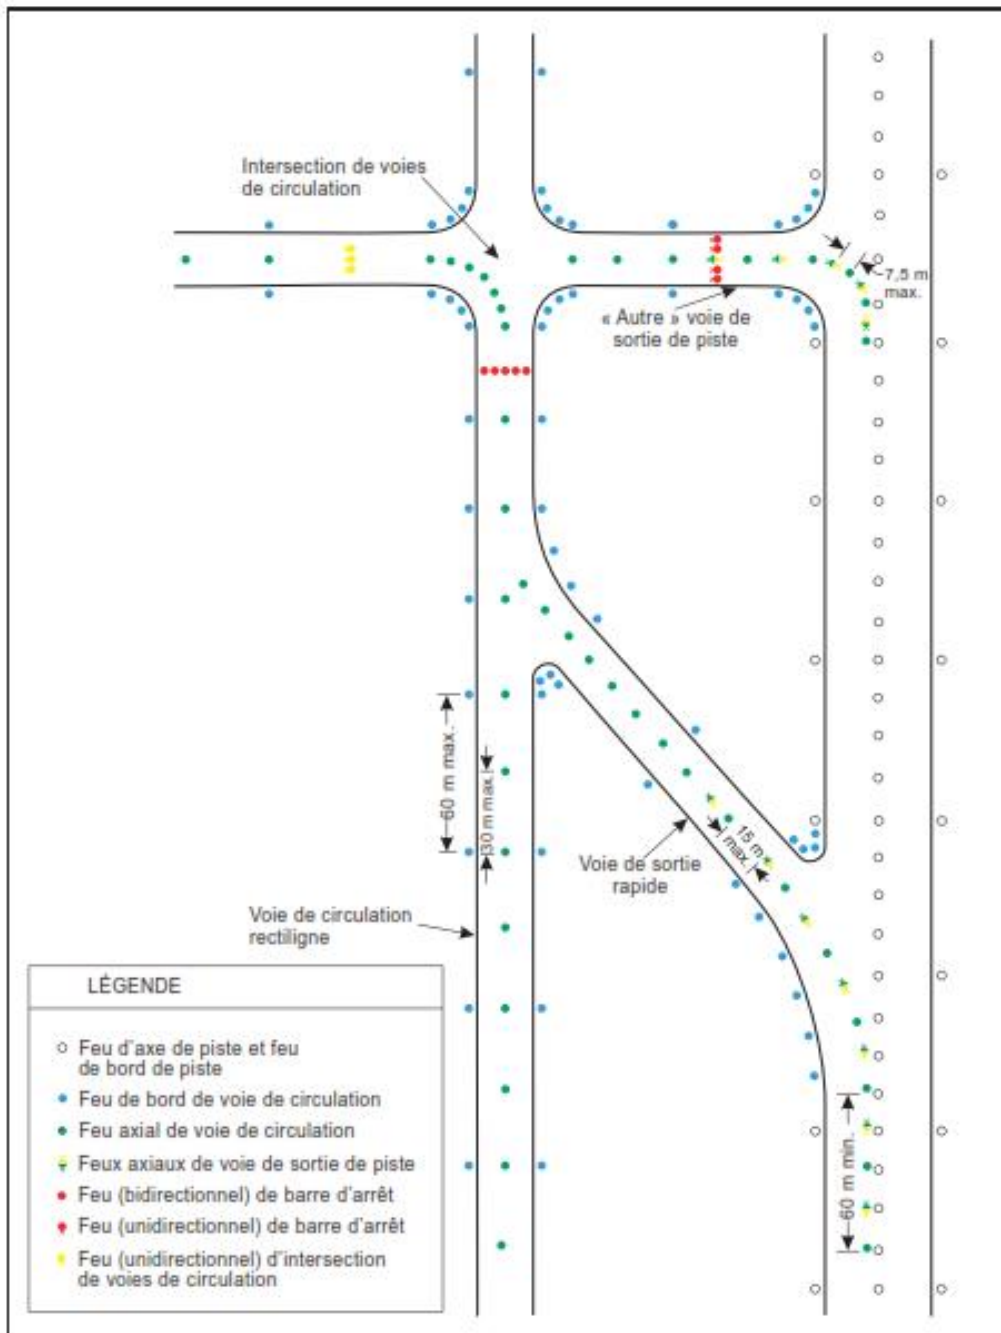 Intersection de voies
de circulation
7,5 m
max.
« Autre » voie de
sortie de piste
60 m max.
30 m max.
15 m
max.
Voie de sortie
rapide
Voie de circulation
rectiligne
60 m min.
LÉGENDE
Feu d'axe de piste et feu
de bord de piste
Feu de bord de voie de circulation
Feu axial de voie de circulation
Feux axiaux de voie de sortie de piste
Feu (bidirectionnel) de barre d'arrêt
Feu (unidirectionnel) de barre d'arrêt
Feu (unidirectionnel) d'intersection
de voies de circulation